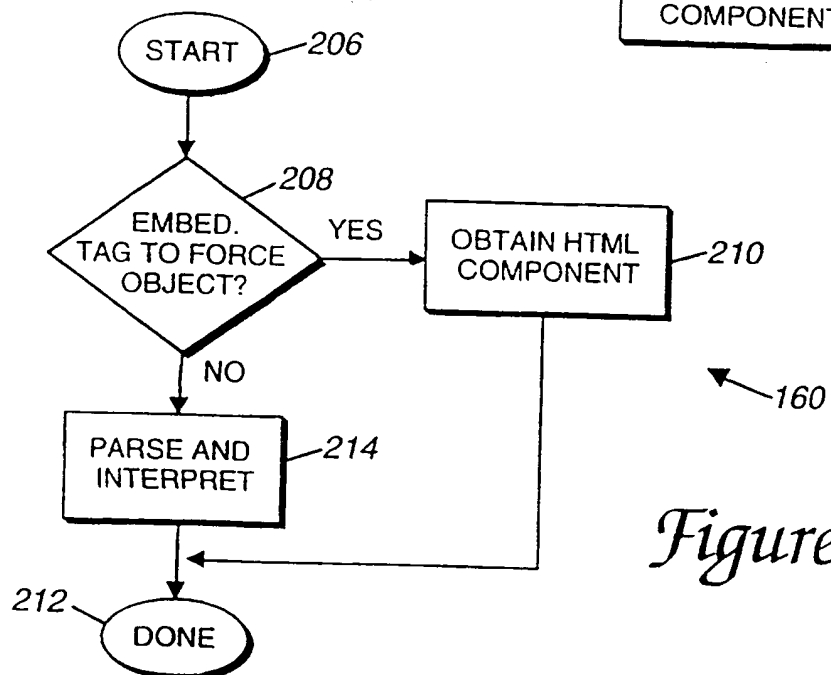 COMPONENT
START
206
208
EMBED.
TAG TO FORCE
OBJECT?
YES
OBTAIN HTML
COMPONENT
210
NO
160
PARSE AND
INTERPRET
214
Figure
212
DONE